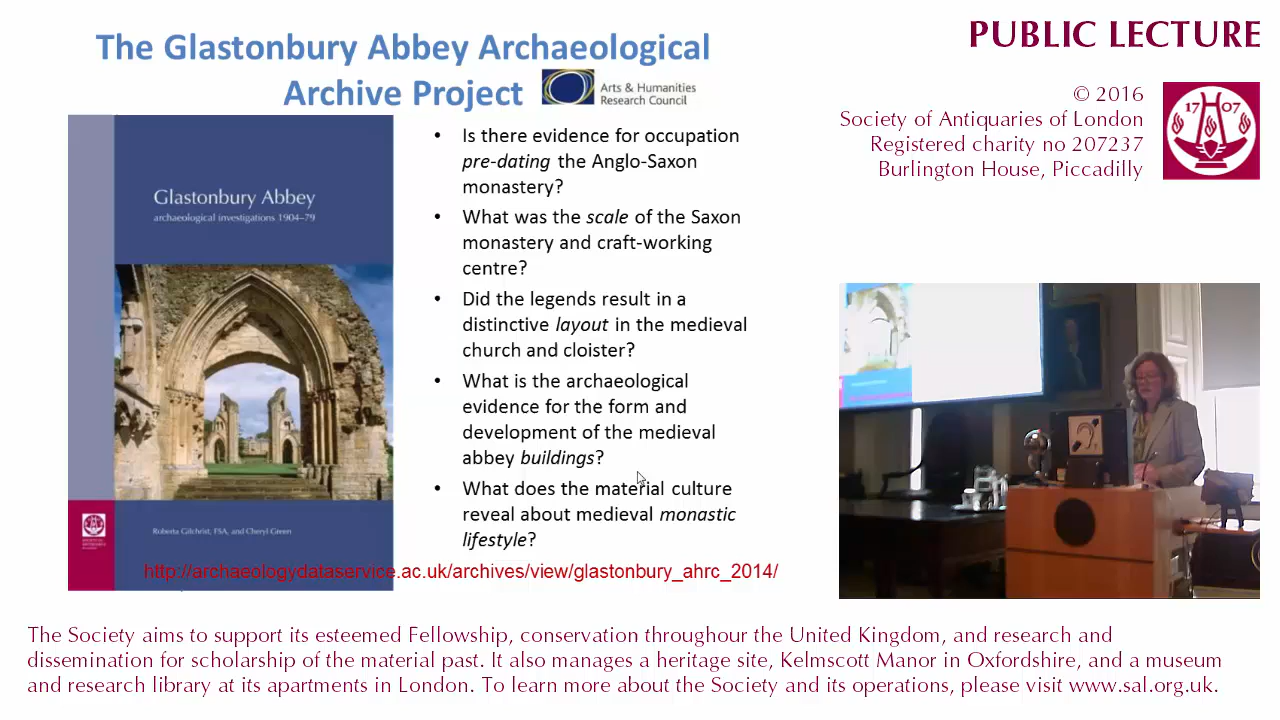 The Glastonbury Abbey Archaeological
Archive Project
Arts & Humanities
Research Council
Glastonbury Abbey
archaeological investigations 1904–79
Roberta Gilchrist, FSA, and Cheryl Green
• Is there evidence for occupation
pre-dating the Anglo-Saxon
monastery?
• What was the scale of the Saxon
monastery and craft-working
centre?
• Did the legends result in a
distinctive layout in the medieval
church and cloister?
• What is the archaeological
evidence for the form and
development of the medieval
abbey buildings?
• What does the material culture
reveal about medieval monastic
lifestyle?
http://archaeologydataservice.ac.uk/archives/view/glastonbury_ahrc_2014/
PUBLIC LECTURE
© 2016
Society of Antiquaries of London
Registered charity no 207237
Burlington House, Piccadilly
1707
The Society aims to support its esteemed Fellowship, conservation throughour the United Kingdom, and research and
dissemination for scholarship of the material past. It also manages a heritage site, Kelmscott Manor in Oxfordshire, and a museum
and research library at its apartments in London. To learn more about the Society and its operations, please visit www.sal.org.uk.